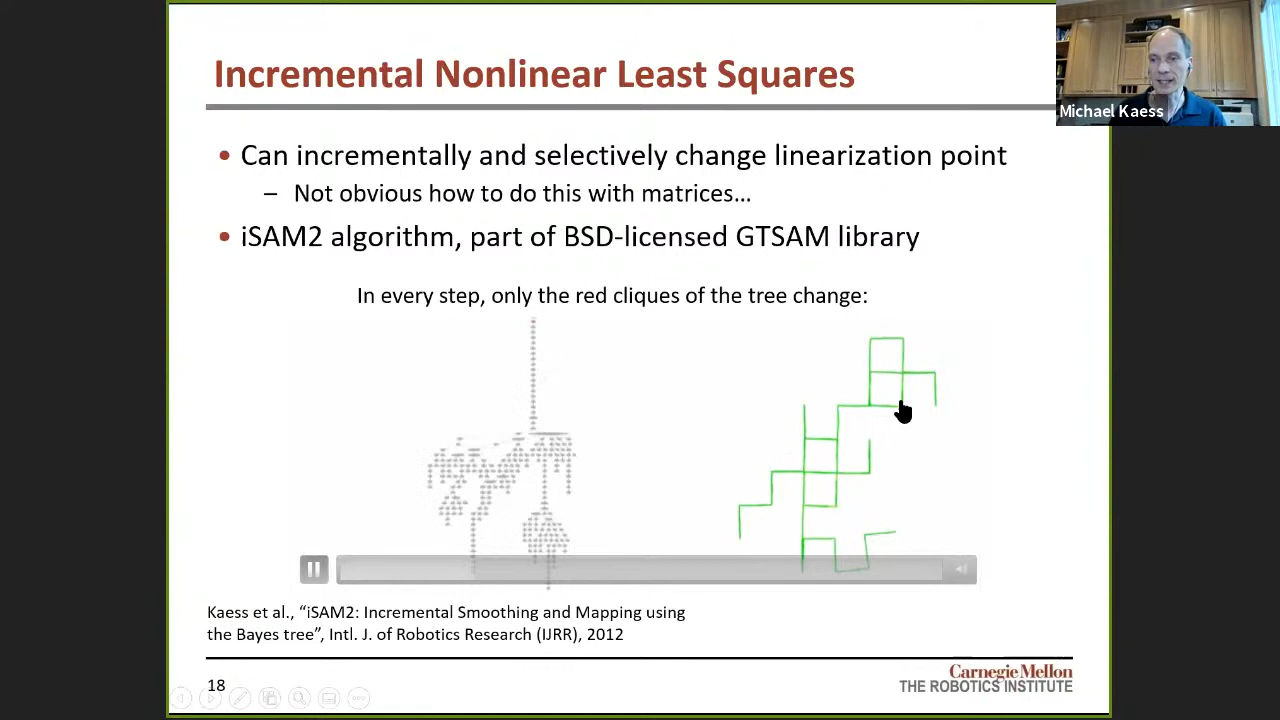 Incremental Nonlinear Least Squares
Michael Kaess
• Can incrementally and selectively change linearization point
– Not obvious how to do this with matrices…
• iSAM2 algorithm, part of BSD-licensed GTSAM library
In every step, only the red cliques of the tree change:
Kaess et al., “iSAM2: Incremental Smoothing and Mapping using
the Bayes tree”, Intl. J. of Robotics Research (IJRR), 2012
18
Carnegie Mellon
THE ROBOTICS INSTITUTE